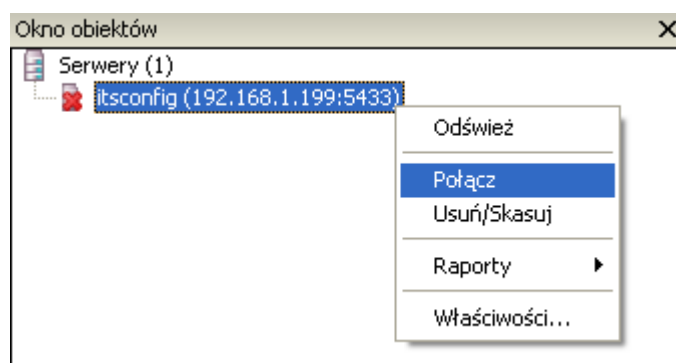 Okno obiektów
Serwery (1)
itsconfig (192.168.1.199:5433)
Odśwież
Połącz
Usuń/Skasuj
Raporty
Właściwości...